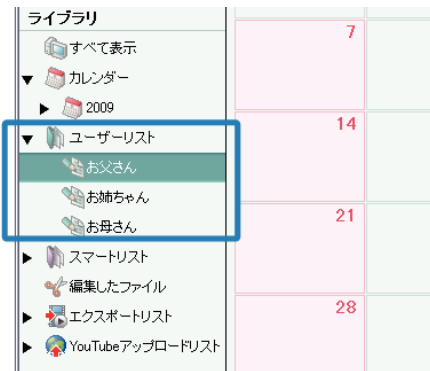 ライブラリ
すべて表示
カレンダー
2009
ユーザーリスト
お父さん
お姉ちゃん
お母さん
スマートリスト
編集したファイル
エクスポートリスト
YouTubeアップロードリスト
7
14
21
28